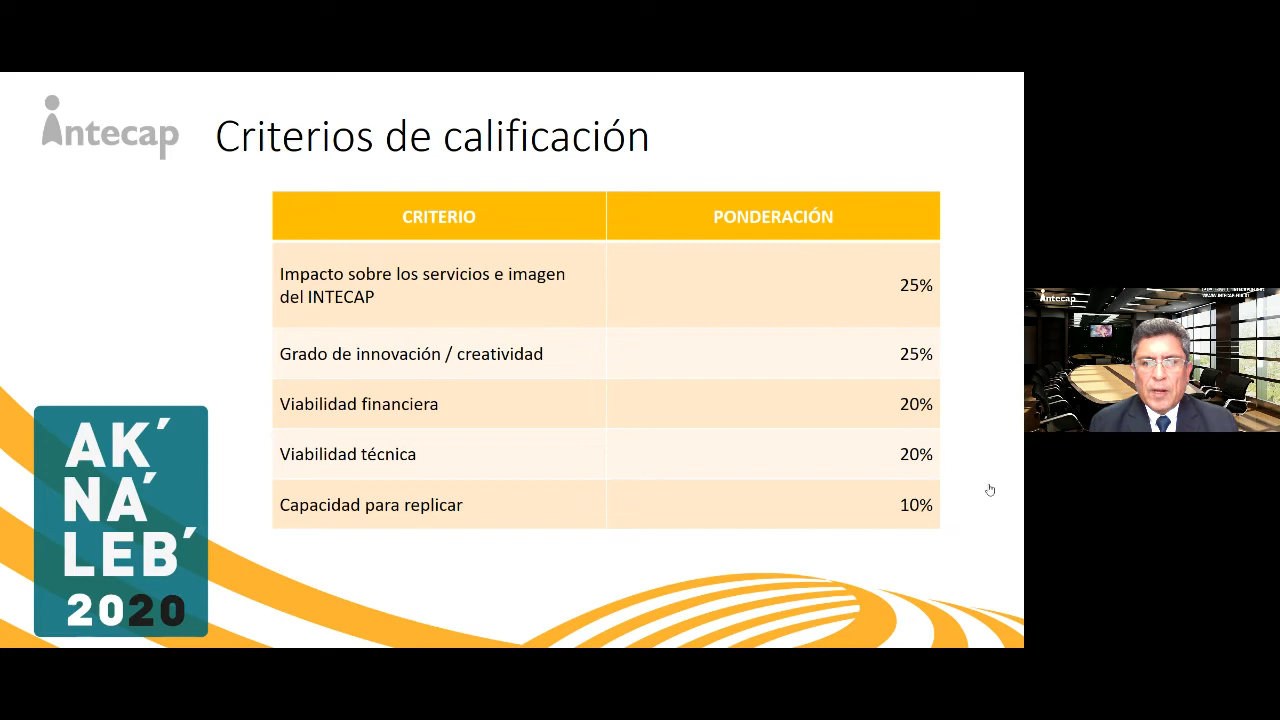 intecap
Criterios de calificación
CRITERIO
PONDERACIÓN
Impacto sobre los servicios e imagen
del INTECAP
25%
Grado de innovación / creatividad
25%
Viabilidad financiera
20%
Viabilidad técnica
20%
Capacidad para replicar
10%
AK´
NA´
LEB´
2020
intecap